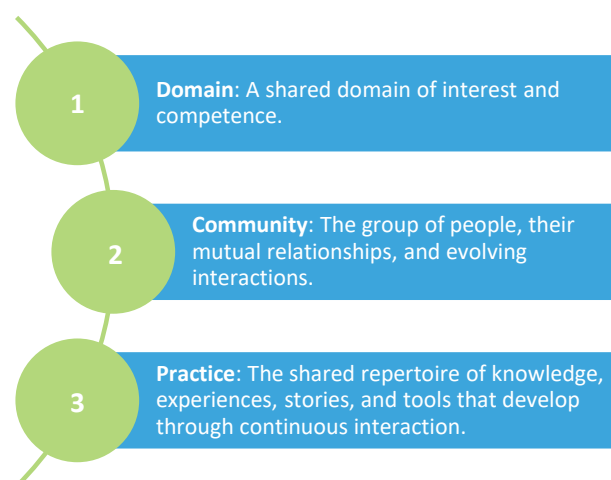 1
Domain: A shared domain of interest and
competence.
2
Community: The group of people, their
mutual relationships, and evolving
interactions.
3
Practice: The shared repertoire of knowledge,
experiences, stories, and tools that develop
through continuous interaction.